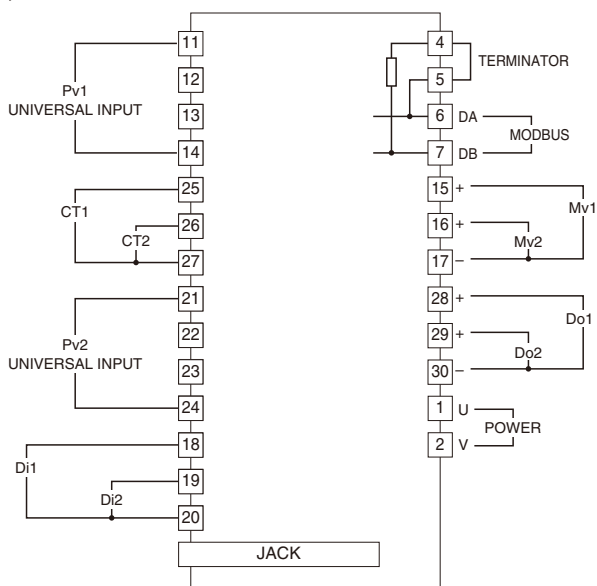 11
12
13
14
Pv1
UNIVERSAL INPUT
25
26
27
CT1
CT2
21
22
23
24
Pv2
UNIVERSAL INPUT
18
19
20
Di1
Di2
4
5
TERMINATOR
6 DA
7 DB
MODBUS
15 +
16 +
17 –
Mv1
Mv2
28 +
29 +
30 –
Do1
Do2
1 U
2 V
POWER
JACK